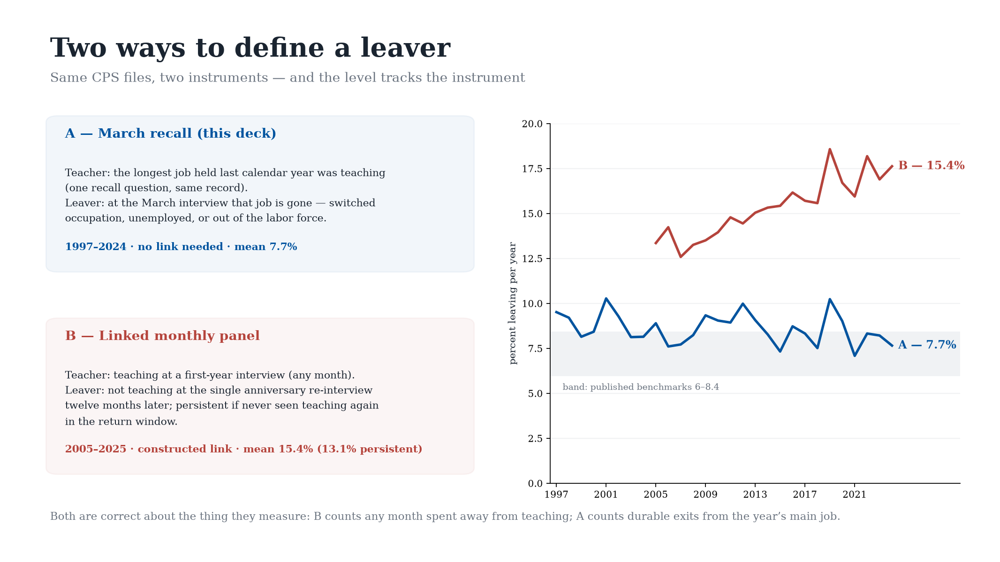 Two ways to define a leaver
Same CPS files, two instruments — and the level tracks the instrument
A — March recall (this deck)
Teacher: the longest job held last calendar year was teaching
(one recall question, same record).
Leaver: at the March interview that job is gone — switched
occupation, unemployed, or out of the labor force.
1997–2024 · no link needed · mean 7.7%
B — Linked monthly panel
Teacher: teaching at a first-year interview (any month).
Leaver: not teaching at the single anniversary re-interview
twelve months later; persistent if never seen teaching again
in the return window.
2005–2025 · constructed link · mean 15.4% (13.1% persistent)
percent leaving per year
20.0
17.5
15.0
12.5
10.0
7.5
5.0
2.5
0.0
B — 15.4%
A — 7.7%
band: published benchmarks 6–8.4
1997 2001 2005 2009 2013 2017 2021
Both are correct about the thing they measure: B counts any month spent away from teaching; A counts durable exits from the year’s main job.